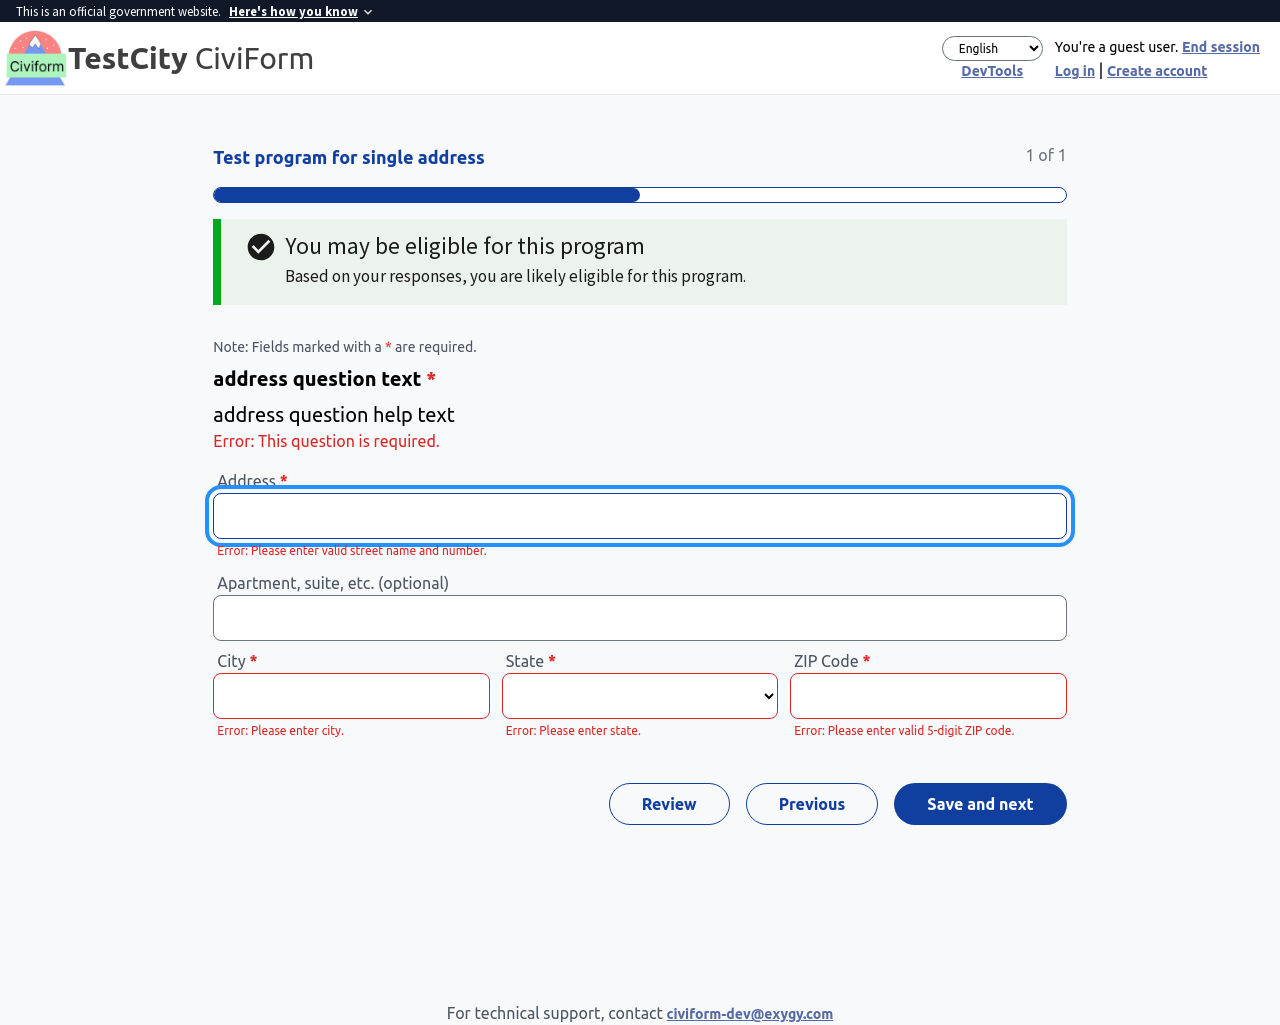 This is an official government website. Here's how you know
Civiform
TestCity CiviForm
English
You're a guest user. End session
DevTools
Log in | Create account
Test program for single address
1 of 1
You may be eligible for this program
Based on your responses, you are likely eligible for this program.
Note: Fields marked with a * are required.
address question text *
address question help text
Error: This question is required.
Address *
Error: Please enter valid street name and number.
Apartment, suite, etc. (optional)
City * State * ZIP Code *
Error: Please enter city. Error: Please enter state. Error: Please enter valid 5-digit ZIP code.
Review Previous Save and next
For technical support, contact civiform-dev@exygy.com